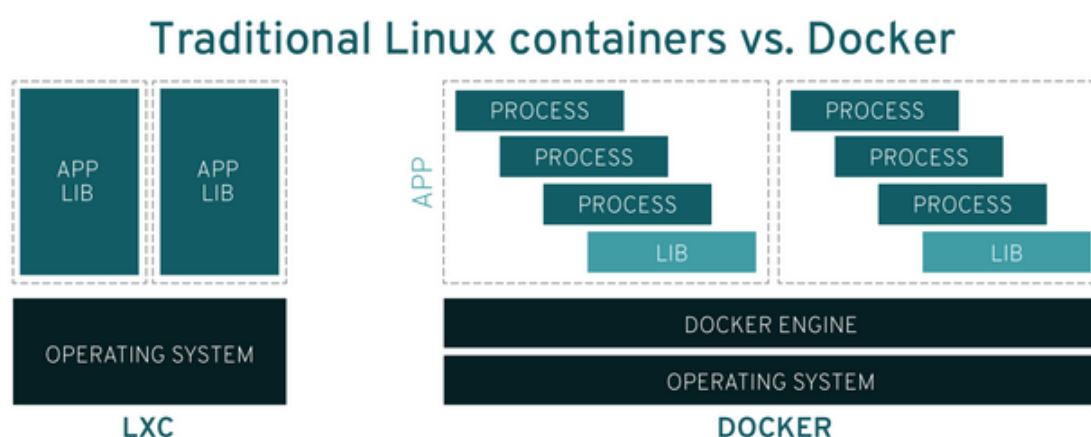 Traditional Linux containers vs. Docker
APP
LIB
APP
LIB
OPERATING SYSTEM
LXC
APP
PROCESS
PROCESS
PROCESS
LIB
PROCESS
PROCESS
PROCESS
LIB
DOCKER ENGINE
OPERATING SYSTEM
DOCKER